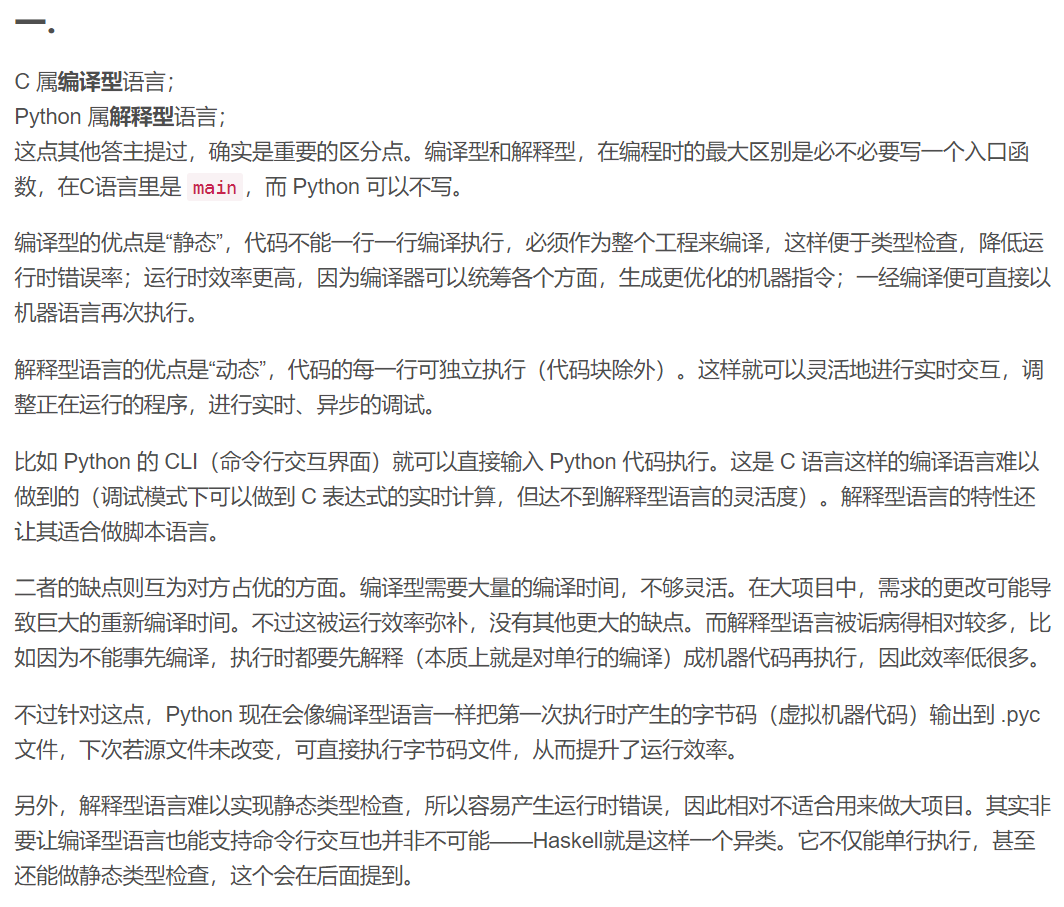 一.
C 属编译型语言；
Python 属解释型语言；
这点其他答主提过，确实是重要的区分点。编译型和解释型，在编程时的最大区别是必不必要写一个入口函
数，在C语言里是 main ，而 Python 可以不写。
编译型的优点是“静态”，代码不能一行一行编译执行，必须作为整个工程来编译，这样便于类型检查，降低运
行时错误率；运行时效率更高，因为编译器可以统筹各个方面，生成更优化的机器指令；一经编译便可直接以
机器语言再次执行。
解释型语言的优点是“动态”，代码的每一行可独立执行（代码块除外）。这样就可以灵活地进行实时交互，调
整正在运行的程序，进行实时、异步的调试。
比如 Python 的 CLI（命令行交互界面）就可以直接输入 Python 代码执行。这是 C 语言这样的编译语言难以
做到的（调试模式下可以做到 C 表达式的实时计算，但达不到解释型语言的灵活度）。解释型语言的特性还
让其适合做脚本语言。
二者的缺点则互为对方占优的方面。编译型需要大量的编译时间，不够灵活。在大项目中，需求的更改可能导
致巨大的重新编译时间。不过这被运行效率弥补，没有其他更大的缺点。而解释型语言被诟病得相对较多，比
如因为不能事先编译，执行时都要先解释（本质上就是对单行的编译）成机器代码再执行，因此效率低很多。
不过针对这点，Python 现在会像编译型语言一样把第一次执行时产生的字节码（虚拟机器代码）输出到 .pyc
文件，下次若源文件未改变，可直接执行字节码文件，从而提升了运行效率。
另外，解释型语言难以实现静态类型检查，所以容易产生运行时错误，因此相对不适合用来做大项目。其实非
要让编译型语言也能支持命令行交互也并非不可能——Haskell就是这样一个异类。它不仅能单行执行，甚至
还能做静态类型检查，这个会在后面提到。